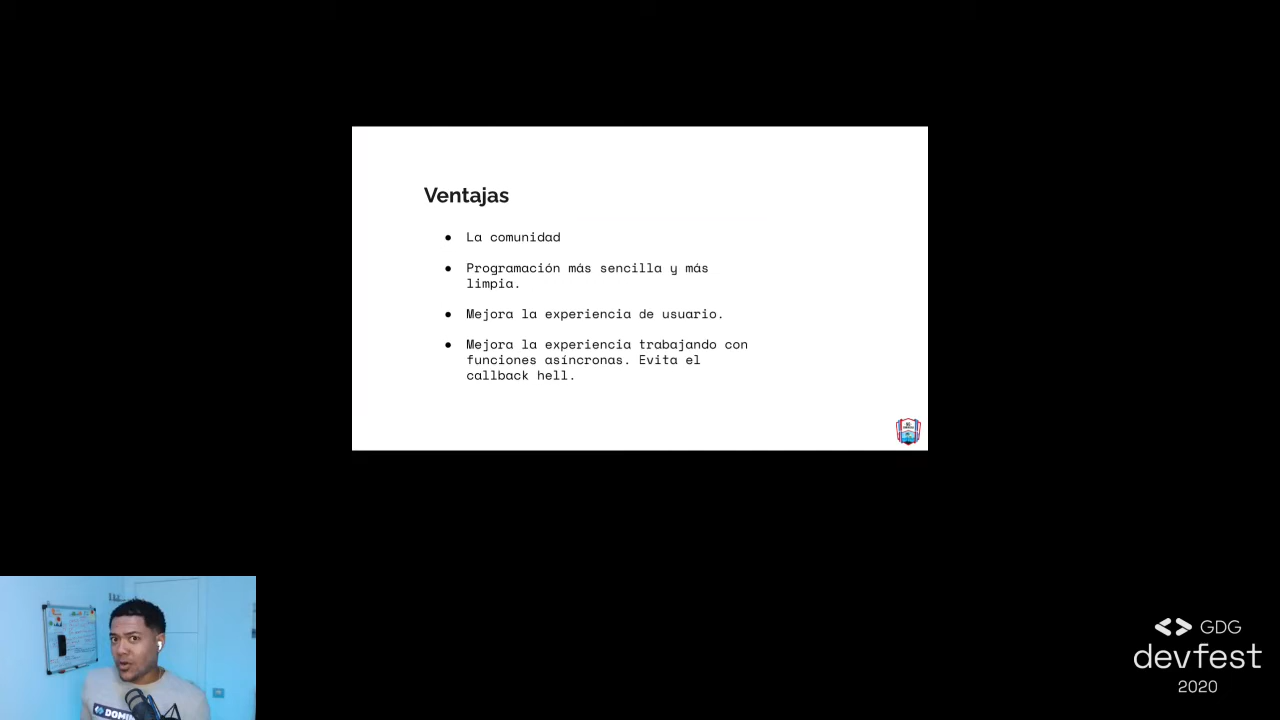 Ventajas
● La comunidad
● Programación más sencilla y más
limpia.
● Mejora la experiencia de usuario.
● Mejora la experiencia trabajando con
funciones asíncronas. Evita el
callback hell.
GDG
devfest
2020